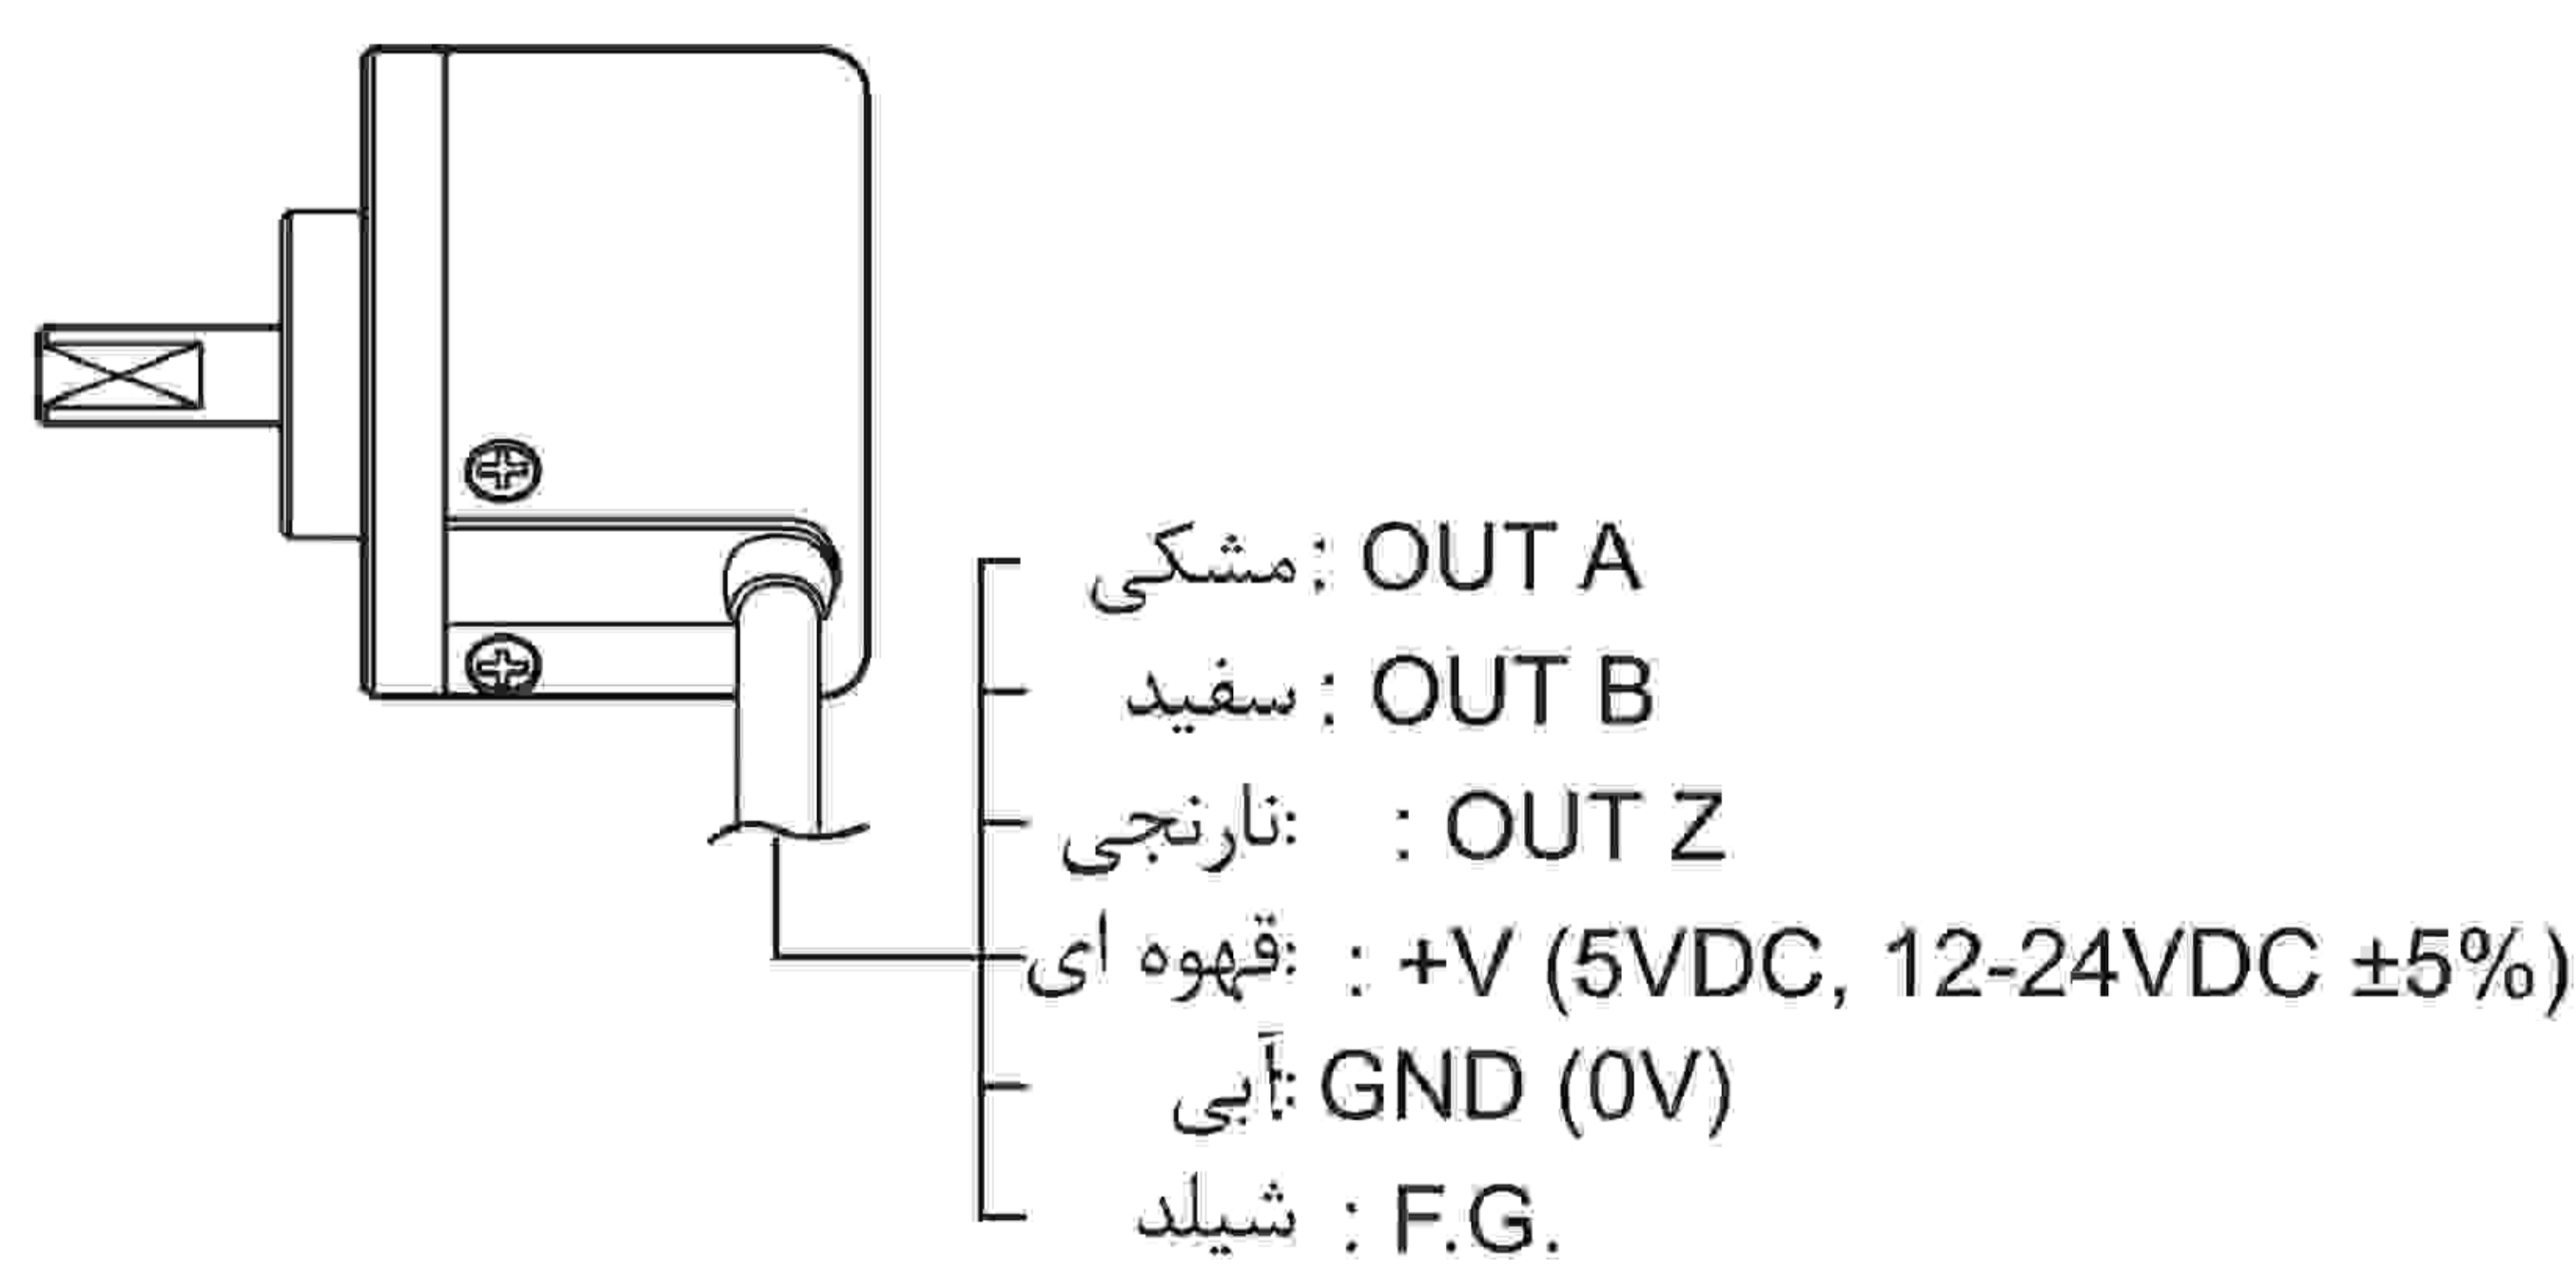 مشکی : OUT A
سفید : OUT B
نارنجی: : OUT Z
قهوه ای: : +V (5VDC, 12-24VDC ±5%)
آبی: GND (0V)
شیلد : F.G.